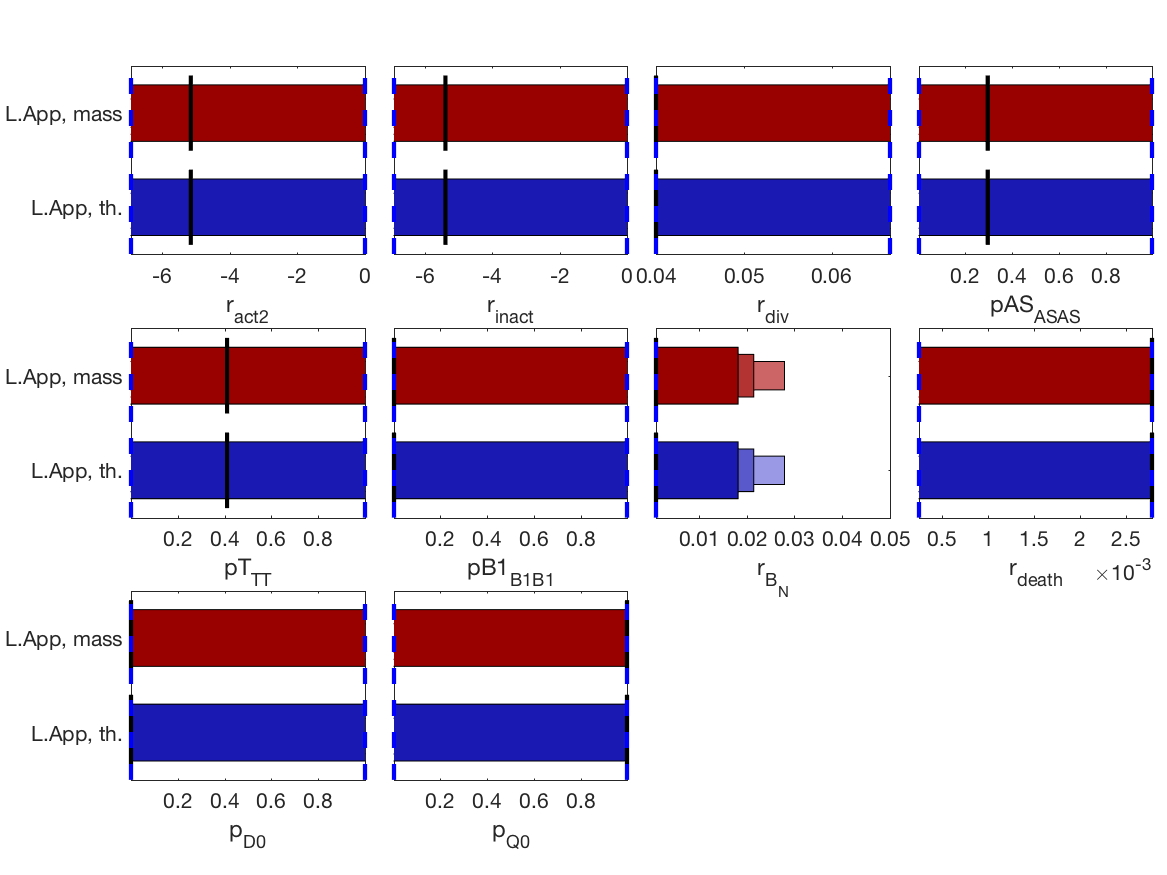 L.App, mass
L.App, th.
-6 -4 -2 0
r_act2
-6 -4 -2 0
r_inact
0.04 0.05 0.06
r_div
0.2 0.4 0.6 0.8
pAS_ASAS
L.App, mass
L.App, th.
0.2 0.4 0.6 0.8
pT_TT
0.2 0.4 0.6 0.8
pB1_B1B1
0.01 0.02 0.03 0.04 0.05
r_B_N
0.5 1 1.5 2 2.5
r_death ×10^-3
L.App, mass
L.App, th.
0.2 0.4 0.6 0.8
p_D0
0.2 0.4 0.6 0.8
p_Q0